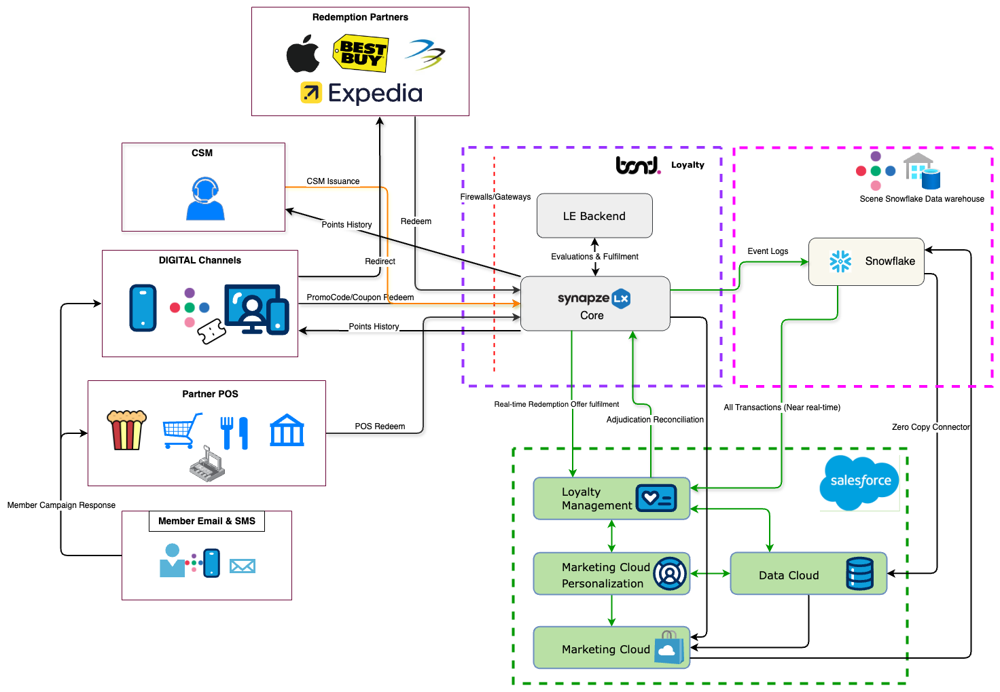 Redemption Partners
BEST
BUY
Expedia
CSM
CSM Issuance
Points History
Redeem
Redirect
DIGITAL Channels
PromoCode/Coupon Redeem
Points History
Partner POS
POS Redeem
Member Campaign Response
Member Email & SMS
bond.
Loyalty
Firewalls/Gateways
LE Backend
Evaluations & Fulfilment
synapze LX
Core
Event Logs
Scene Snowflake Data warehouse
Snowflake
Real-time Redemption Offer fulfilment
Adjudication Reconciliation
All Transactions (Near real-time)
Zero Copy Connector
salesforce
Loyalty
Management
Marketing Cloud
Personalization
Data Cloud
Marketing Cloud